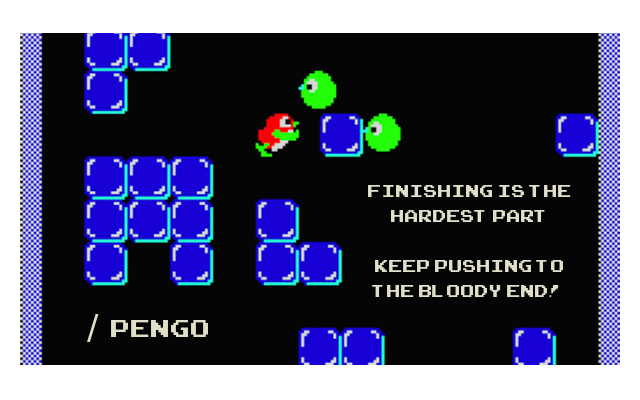 FINISHING IS THE
HARDEST PART
KEEP PUSHING TO
THE BLOODY END!
/ PENGO